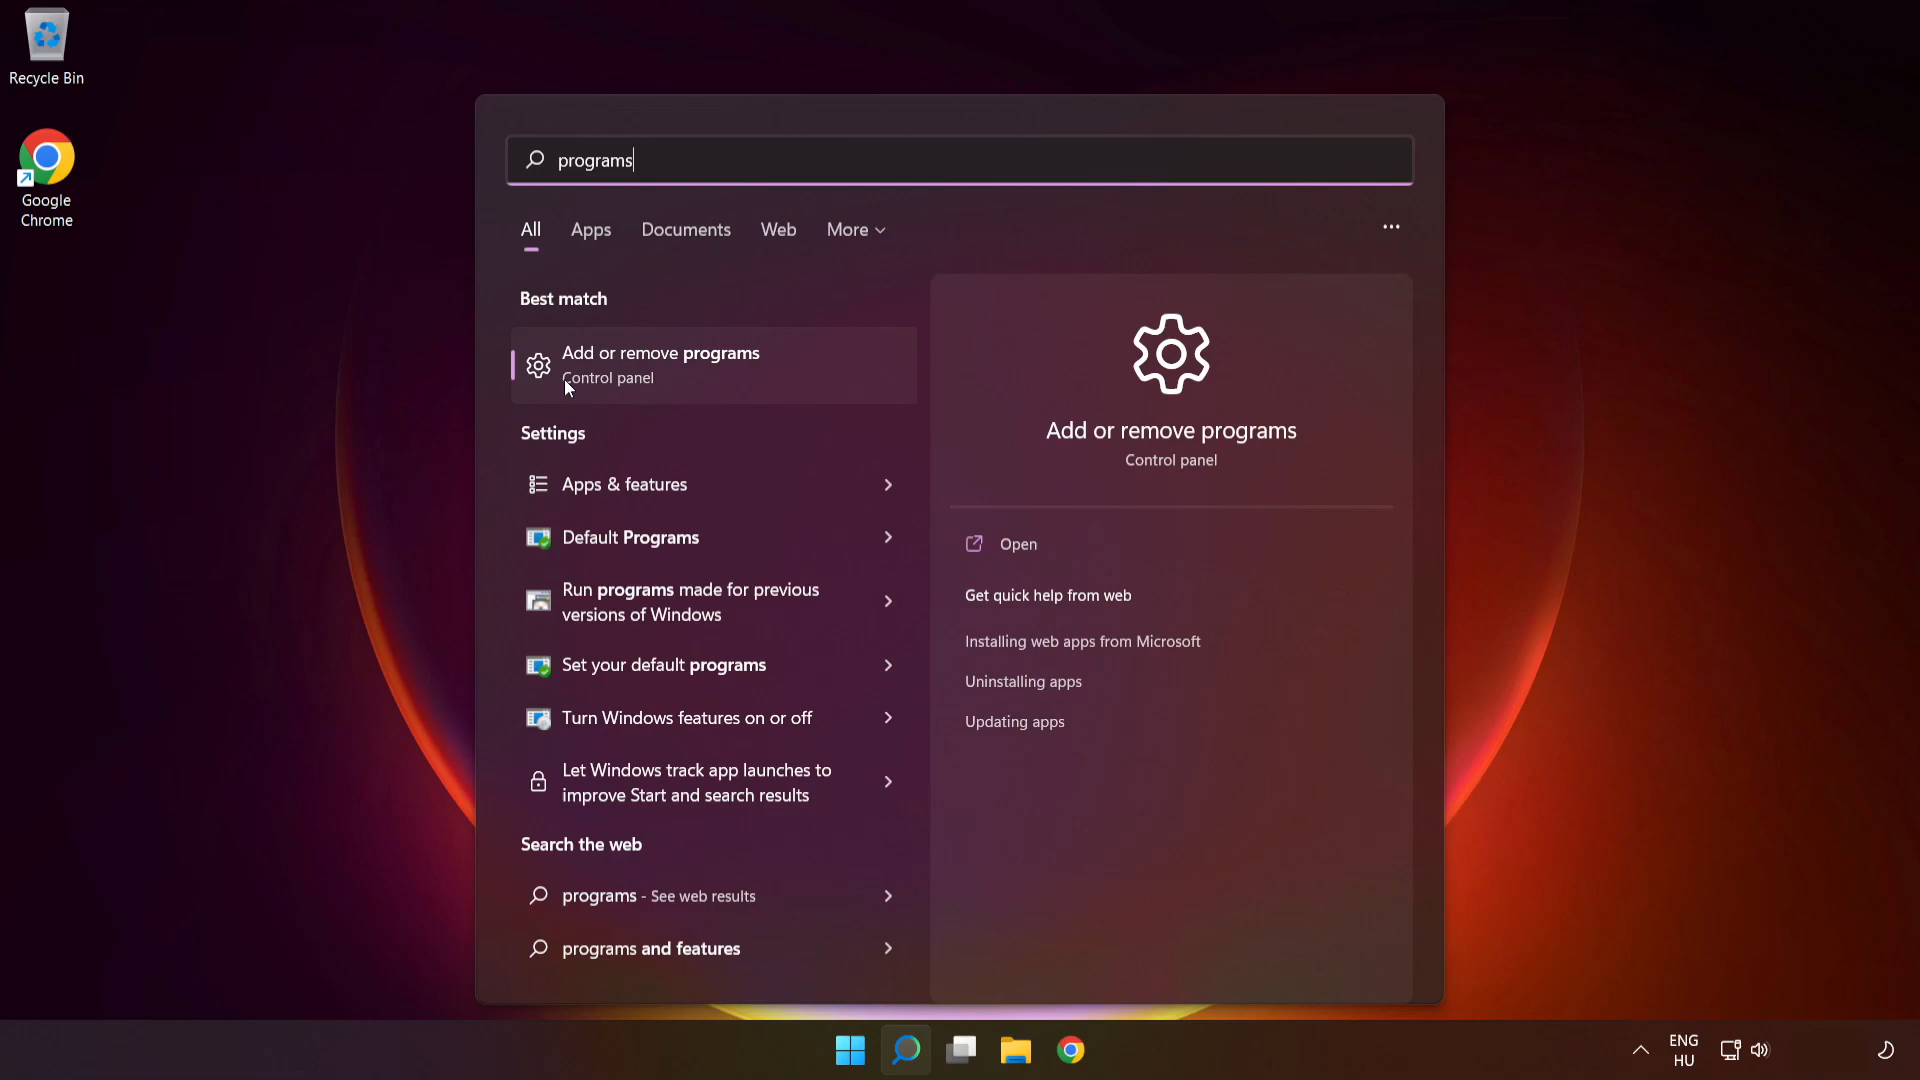 Recycle Bin
Google
Chrome
programs
All Apps Documents Web More
Best match
Add or remove programs
Control panel
Settings
Apps & features
Default Programs
Run programs made for previous
versions of Windows
Set your default programs
Turn Windows features on or off
Let Windows track app launches to
improve Start and search results
Search the web
programs - See web results
programs and features
Add or remove programs
Control panel
Open
Get quick help from web
Installing web apps from Microsoft
Uninstalling apps
Updating apps
ENG
HU